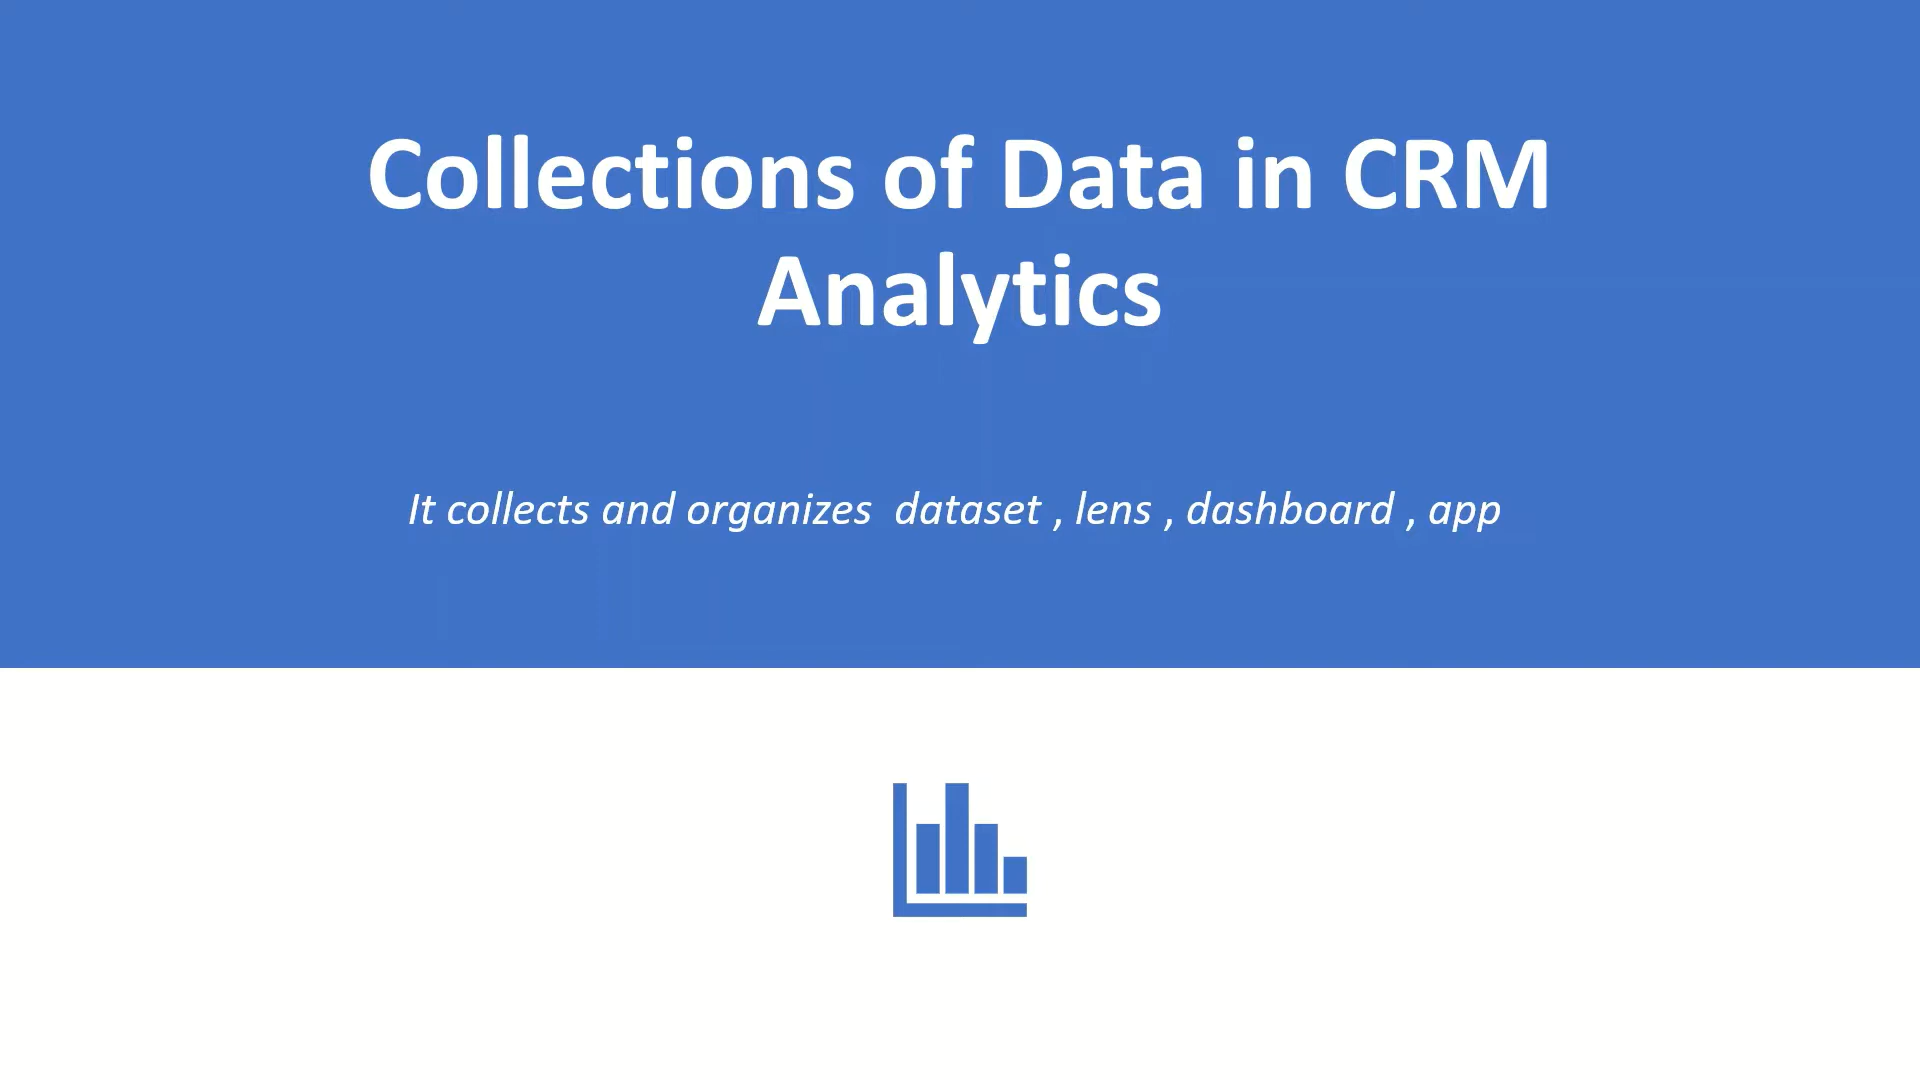 Collections of Data in CRM
Analytics
It collects and organizes  dataset , lens , dashboard , app